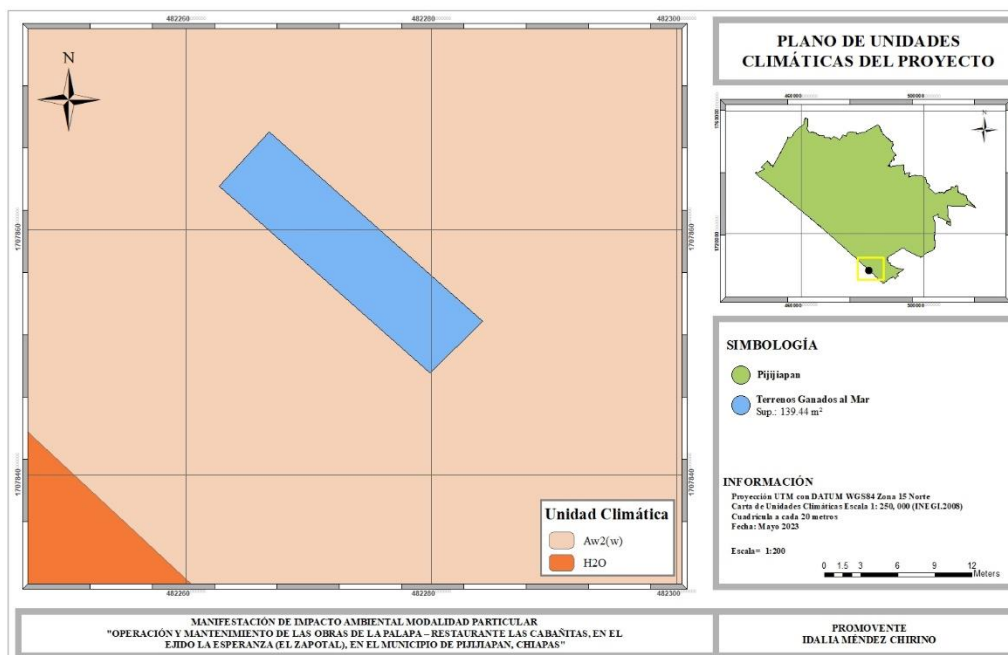 482260
482280
482300
N
1707860
1707840
Unidad Climática
Aw2(w)
H2O
482260
482280
482300
PLANO DE UNIDADES
CLIMÁTICAS DEL PROYECTO
SIMBOLOGÍA
Pijijiapan
Terrenos Ganados al Mar
Sup.: 139.44 m²
INFORMACIÓN
Proyección UTM con DATUM WGS84 Zona 15 Norte
Carta de Unidades Climáticas Escala 1: 250, 000 (INEGI.2008)
Cuadrícula a cada 20 metros
Fecha: Mayo 2023
Escala= 1:200
0 1.5 3 6 9 12
Meters
MANIFESTACIÓN DE IMPACTO AMBIENTAL MODALIDAD PARTICULAR
"OPERACIÓN Y MANTENIMIENTO DE LAS OBRAS DE LA PALAPA – RESTAURANTE LAS CABAÑITAS, EN EL
EJIDO LA ESPERANZA (EL ZAPOTAL), EN EL MUNICIPIO DE PIJIJIAPAN, CHIAPAS"
PROMOVENTE
IDALIA MÉNDEZ CHIRINO